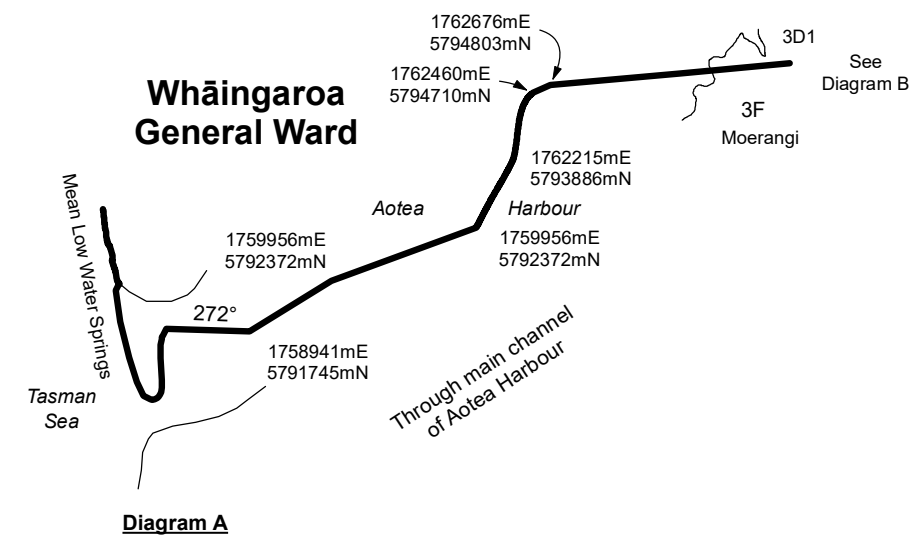 1762676mE
5794803mN
3D1
See
Diagram B
1762460mE
5794710mN
Whāingaroa
General Ward
3F
Moerangi
1762215mE
5793886mN
Mean Low Water Springs
Aotea Harbour
1759956mE
5792372mN
1759956mE
5792372mN
272°
1758941mE
5791745mN
Through main channel
of Aotea Harbour
Tasman
Sea
Diagram A